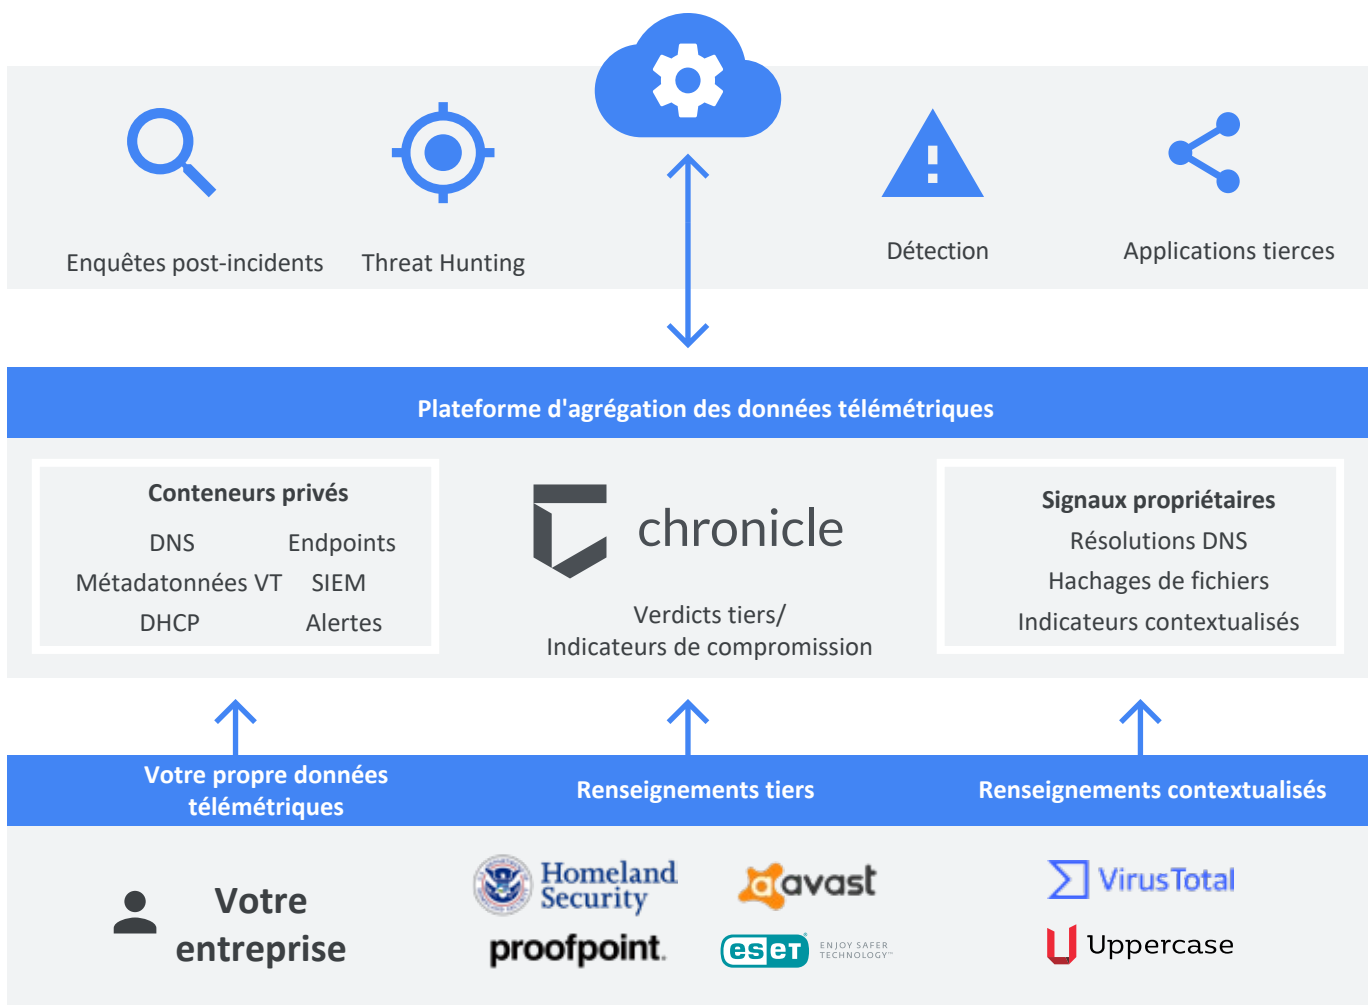 Enquêtes post-incidents
Threat Hunting
Détection
Applications tierces
Plateforme d'agrégation des données télémétriques
Conteneurs privés
DNS Endpoints
Métadatonnées VT SIEM
DHCP Alertes
chronicle
Verdicts tiers/
Indicateurs de compromission
Signaux propriétaires
Résolutions DNS
Hachages de fichiers
Indicateurs contextualisés
Votre propre données
télémétriques
Renseignements tiers
Renseignements contextualisés
Votre
entreprise
Homeland
Security
avast
proofpoint.
eseT
ENJOY SAFER
TECHNOLOGY™
VirusTotal
Uppercase